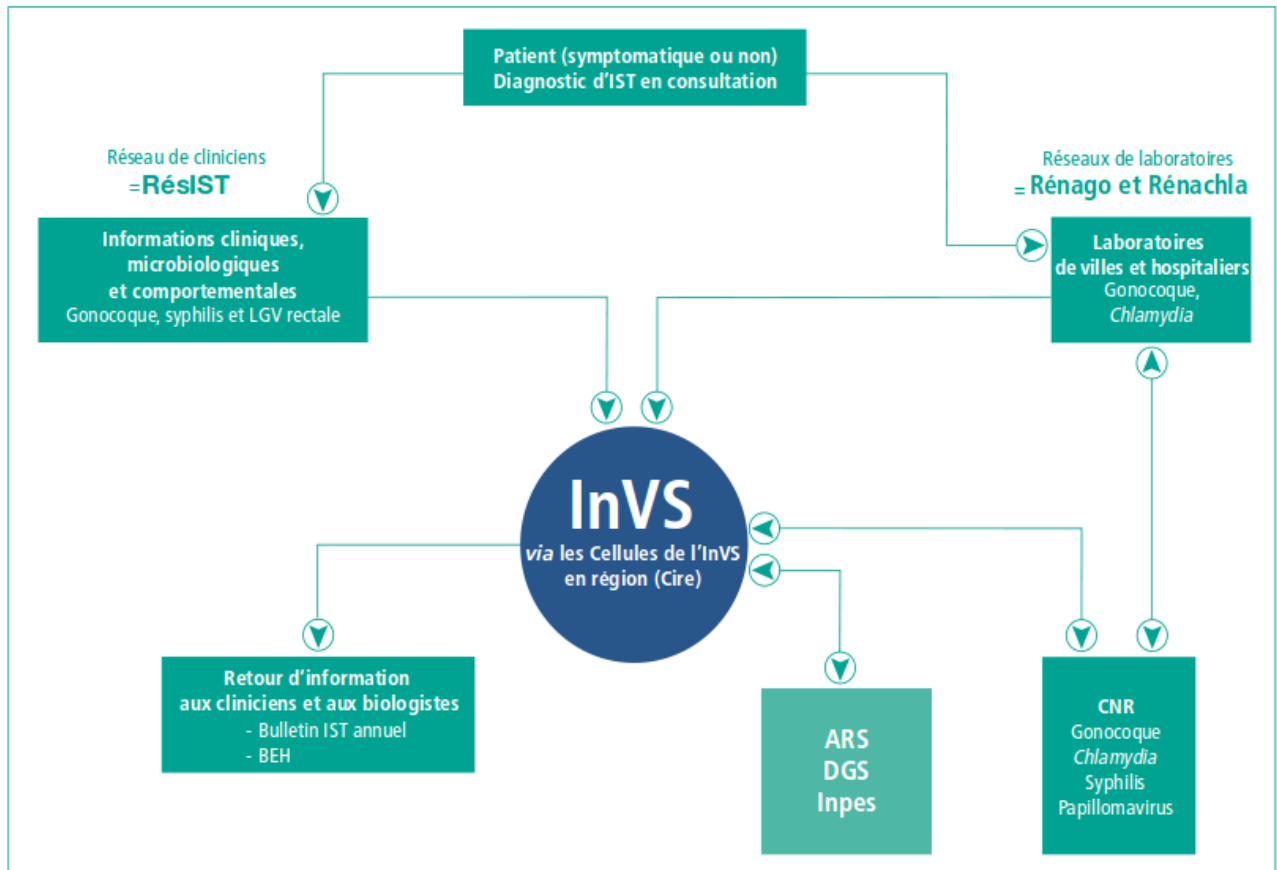 Patient (symptomatique ou non)
Diagnostic d'IST en consultation
Réseau de cliniciens
=RésIST
Réseaux de laboratoires
= Rénago et Rénachla
Informations cliniques,
microbiologiques
et comportementales
Gonocoque, syphilis et LGV rectale
Laboratoires
de villes et hospitaliers
Gonocoque,
Chlamydia
InVS
via les Cellules de l'InVS
en région (Cire)
Retour d'information
aux cliniciens et aux biologistes
- Bulletin IST annuel
- BEH
ARS
DGS
Inpes
CNR
Gonocoque
Chlamydia
Syphilis
Papillomavirus